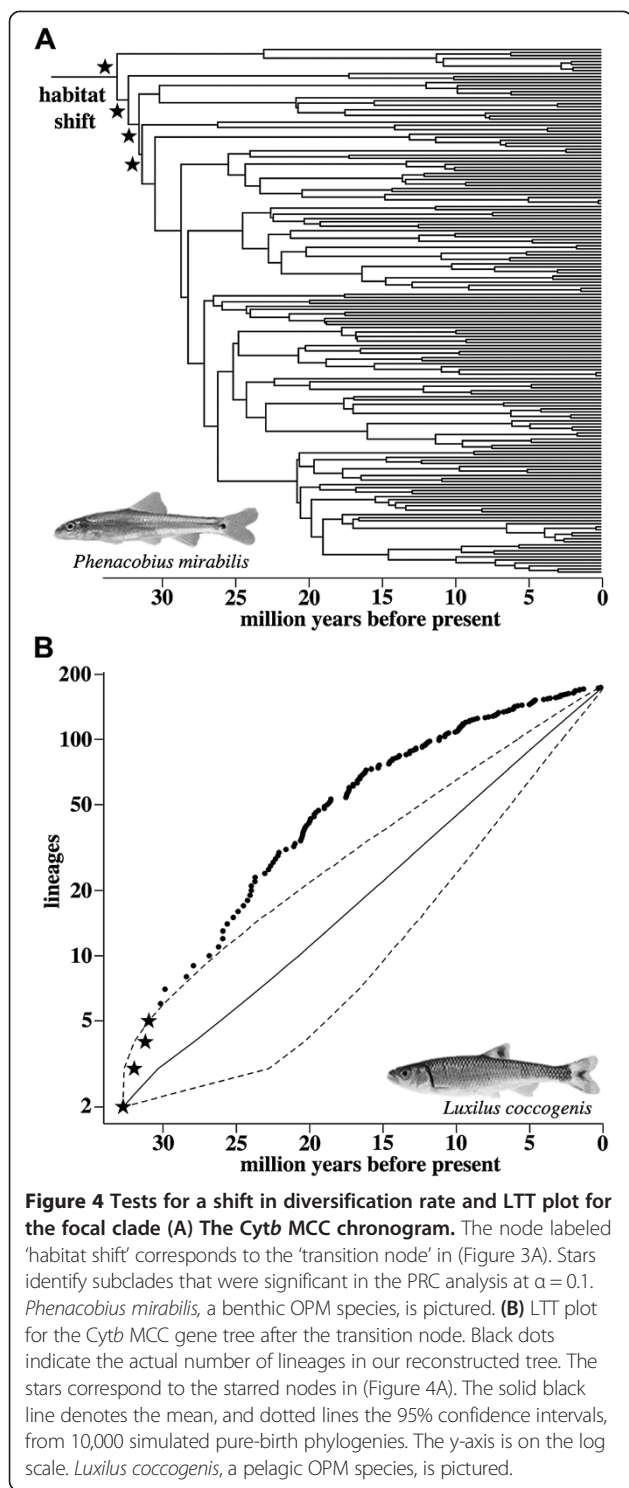 A
habitat
shift
Phenacobius mirabilis
30 25 20 15 10 5 0
million years before present
B
200
100
50
20
10
5
2
lineages
Luxilus coccogenis
30 25 20 15 10 5 0
million years before present
Figure 4 Tests for a shift in diversification rate and LTT plot for
the focal clade (A) The Cytb MCC chronogram. The node labeled
'habitat shift' corresponds to the 'transition node' in (Figure 3A). Stars
identify subclades that were significant in the PRC analysis at α = 0.1.
Phenacobius mirabilis, a benthic OPM species, is pictured. (B) LTT plot
for the Cytb MCC gene tree after the transition node. Black dots
indicate the actual number of lineages in our reconstructed tree. The
stars correspond to the starred nodes in (Figure 4A). The solid black
line denotes the mean, and dotted lines the 95% confidence intervals,
from 10,000 simulated pure-birth phylogenies. The y-axis is on the log
scale. Luxilus coccogenis, a pelagic OPM species, is pictured.